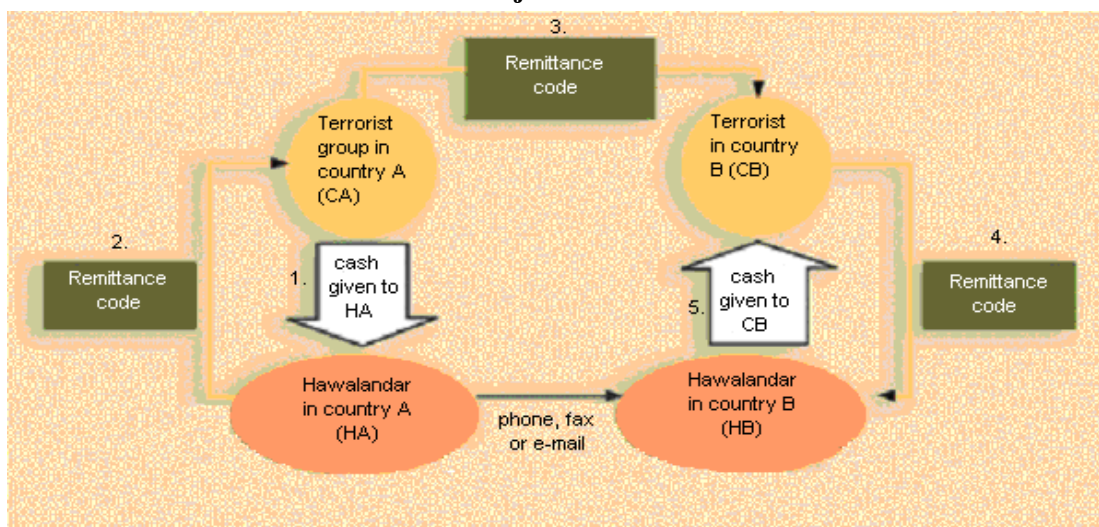 3.
Remittance
code
Terrorist
group in
country A
(CA)
Terrorist
in country
B (CB)
2.
Remittance
code
1.
cash
given to
HA
5.
cash
given to
CB
4.
Remittance
code
Hawalandar
in country A
(HA)
phone, fax
or e-mail
Hawalandar
in country B
(HB)